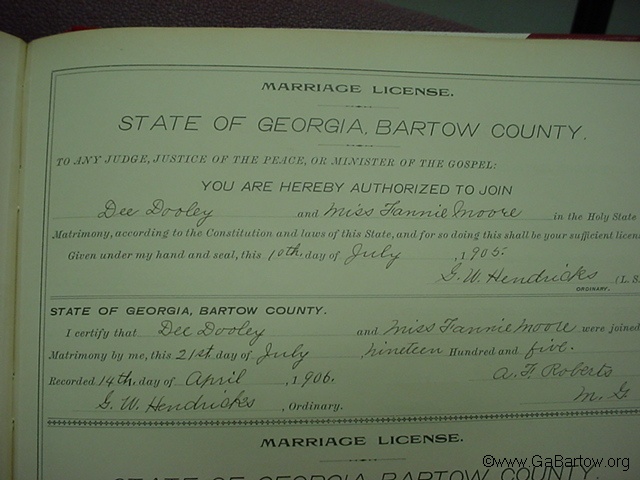 MARRIAGE LICENSE.
STATE OF GEORGIA, BARTOW COUNTY.
TO ANY JUDGE, JUSTICE OF THE PEACE, OR MINISTER OF THE GOSPEL:
YOU ARE HEREBY AUTHORIZED TO JOIN
Dee Dooley and Miss Fannie Moore in the Holy State
Matrimony, according to the Constitution and laws of this State, and for so doing this shall be your sufficient licen
Given under my hand and seal, this 10th day of July, 1905.
G. W. Hendricks (L. S.
ORDINARY.
STATE OF GEORGIA, BARTOW COUNTY.
I certify that Dee Dooley and Miss Fannie Moore were joined
Matrimony by me, this 21st day of July nineteen Hundred and five.
Recorded 14th, day of April, 1906. A. F. Roberts
G. W. Hendricks, Ordinary. M. G
MARRIAGE LICENSE.
STATE OF GEORGIA, BARTOW COUNTY.
©www.GaBartow.org